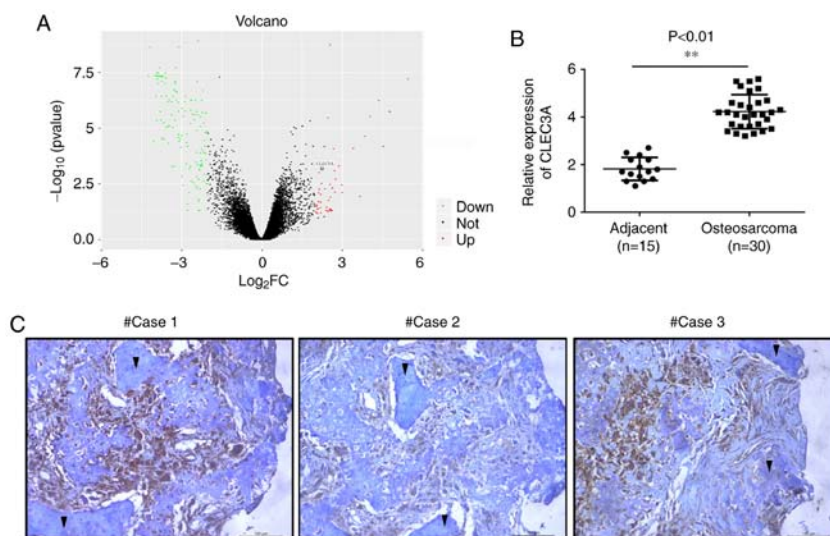 A
Volcano
7.5
5.0
2.5
0.0
−Log10 (pvalue)
−6
−3
0
3
6
Log2FC
Down
Not
Up
B
P<0.01
**
Relative expression
of CLEC3A
6
4
2
0
Adjacent
(n=15)
Osteosarcoma
(n=30)
C
#Case 1
#Case 2
#Case 3